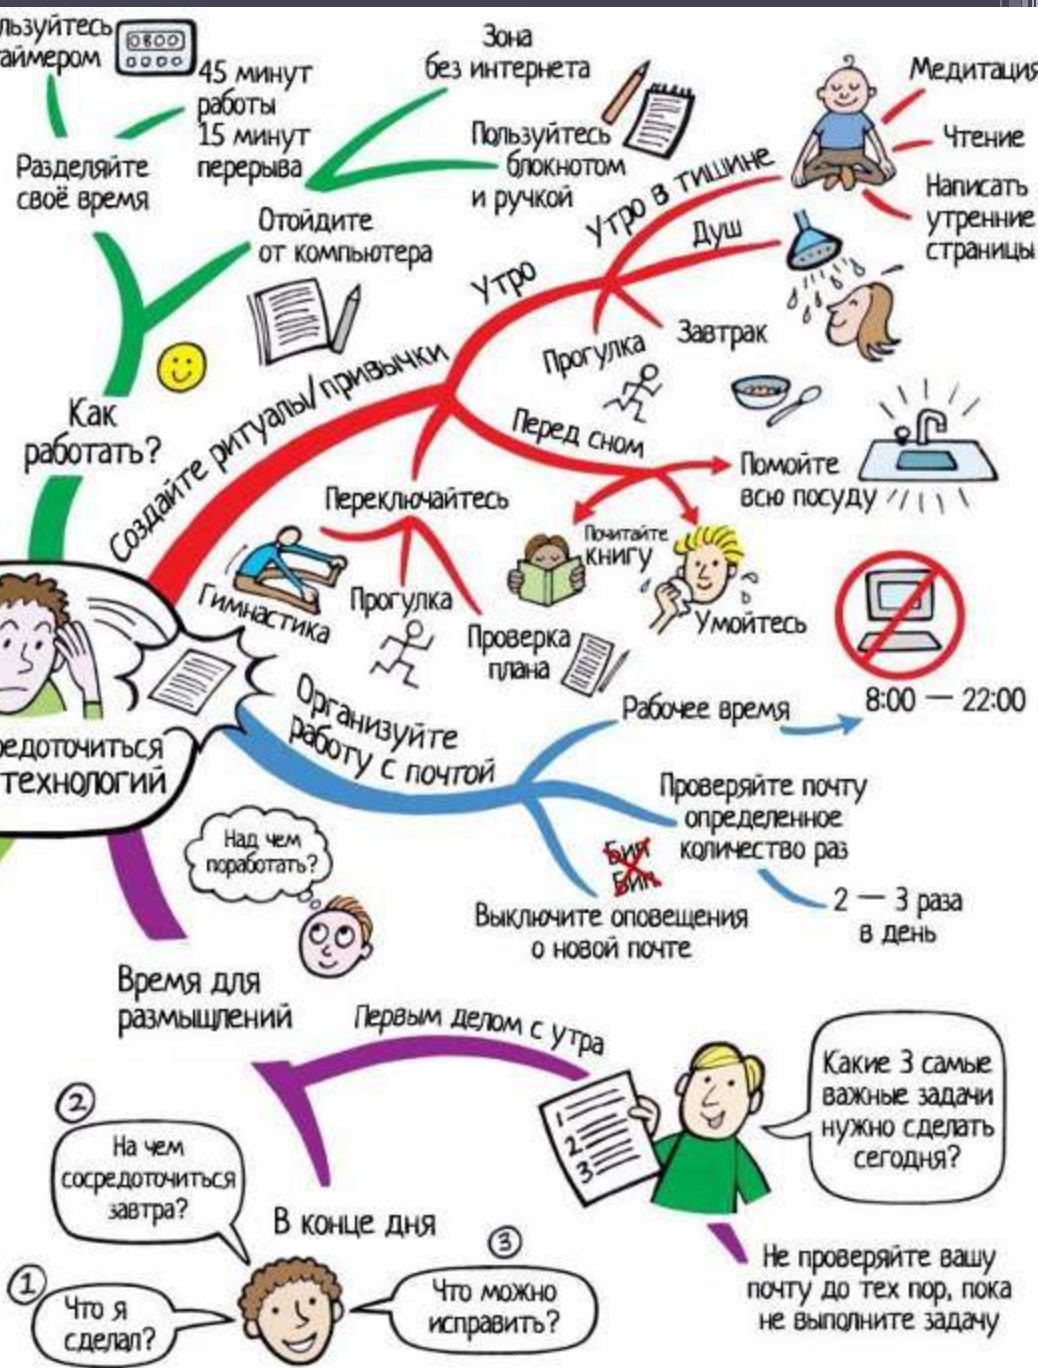 льзуйтесь
аймером
0800
45 минут
работы
15 минут
перерыва
Разделяйте
своё время
Зона
без интернета
Пользуйтесь
блокнотом
и ручкой
Отойдите
от компьютера
Как
работать?
Создайте ритуалы/привычки
Утро
Утро в тишине
Медитация
Чтение
Написать
утренние
страницы
Душ
Завтрак
Прогулка
Перед сном
Помойте
всю посуду
Почитайте
книгу
Умойтесь
Переключайтесь
Гимнастика
Прогулка
Проверка
плана
редоточиться
технологий
Организуйте
работу с почтой
Рабочее время
8:00 — 22:00
Проверяйте почту
определенное
количество раз
2 — 3 раза
в день
Бип
Бип
Выключите оповещения
о новой почте
Над чем
поработать?
Время для
размышлений
Первым делом с утра
1
2
3
Какие 3 самые
важные задачи
нужно сделать
сегодня?
Не проверяйте вашу
почту до тех пор, пока
не выполните задачу
В конце дня
1
Что я
сделал?
2
На чем
сосредоточиться
завтра?
3
Что можно
исправить?